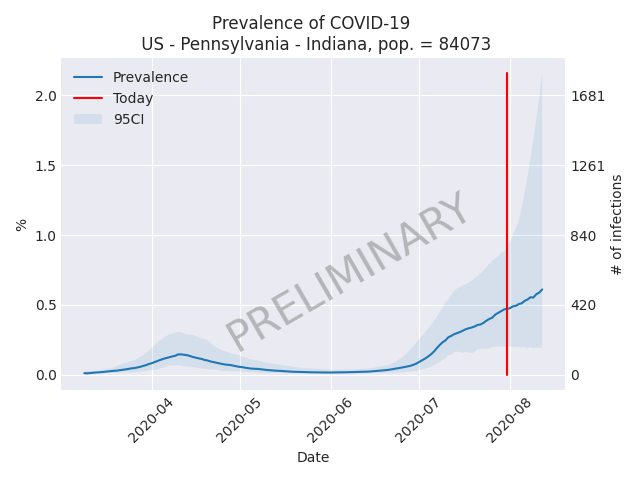 Prevalence of COVID-19
US - Pennsylvania - Indiana, pop. = 84073
Prevalence
Today
95CI
PRELIMINARY
%
2.0
1.5
1.0
0.5
0.0
1681
1261
840
420
0
# of infections
2020-04
2020-05
2020-06
2020-07
2020-08
Date